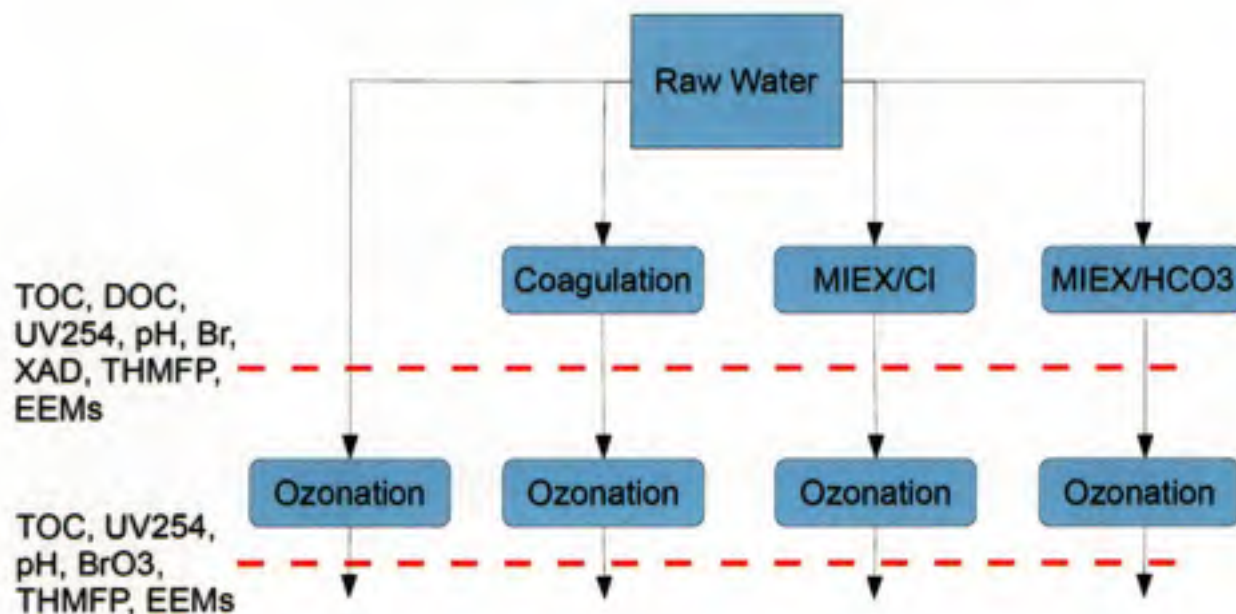 Raw Water
Coagulation
MIEX/Cl
MIEX/HCO3
TOC, DOC,
UV254, pH, Br,
XAD, THMFP,
EEMs
Ozonation
Ozonation
Ozonation
Ozonation
TOC, UV254,
pH, BrO3,
THMFP, EEMs